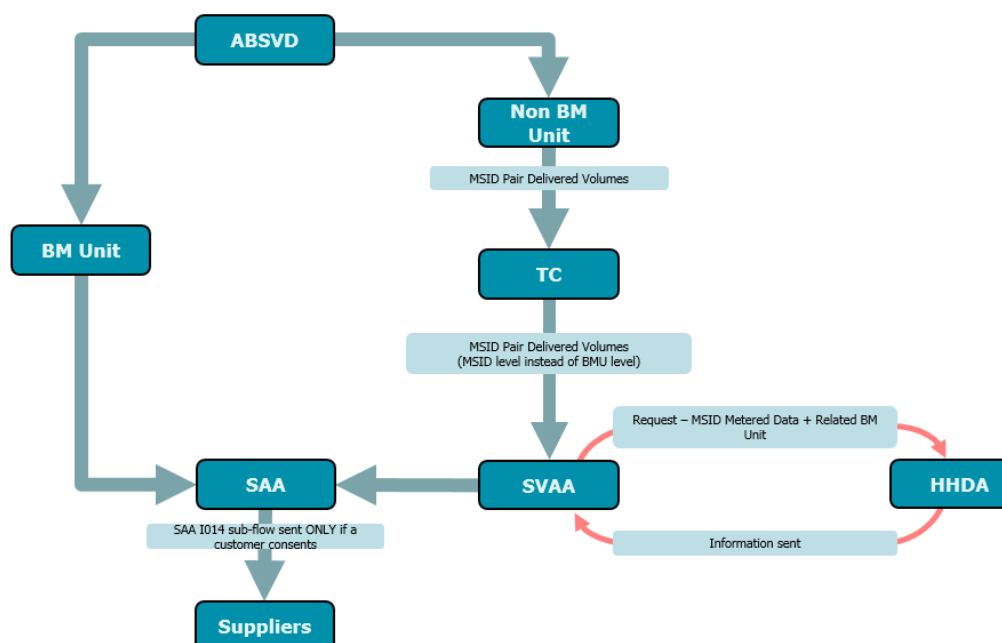 ABSVD
Non BM
Unit
MSID Pair Delivered Volumes
BM Unit
TC
MSID Pair Delivered Volumes
(MSID level instead of BMU level)
Request – MSID Metered Data + Related BM
Unit
SAA
SVAA
HHDA
SAA I014 sub-flow sent ONLY if a
customer consents
Information sent
Suppliers